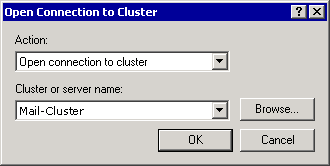 Open Connection to Cluster
Action:
Open connection to cluster
Cluster or server name:
Mail-Cluster
Browse...
OK
Cancel